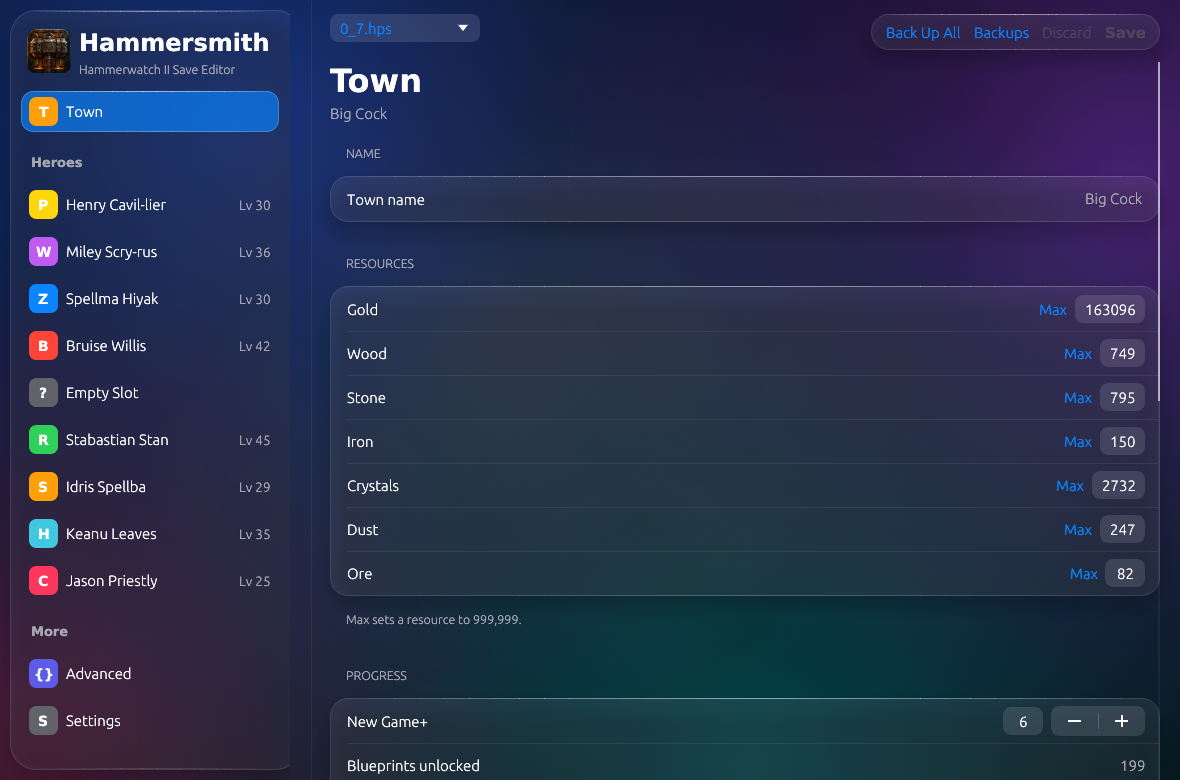 Hammersmith
Hammerwatch II Save Editor
T Town
Heroes
P Henry Cavil-lier Lv 30
W Miley Scry-rus Lv 36
Z Spellma Hiyak Lv 30
B Bruise Willis Lv 42
? Empty Slot
R Stabastian Stan Lv 45
S Idris Spellba Lv 29
H Keanu Leaves Lv 35
C Jason Priestly Lv 25
More
{} Advanced
S Settings
0_7.hps
Back Up All Backups Discard Save
Town
Big Cock
NAME
Town name Big Cock
RESOURCES
Gold Max 163096
Wood Max 749
Stone Max 795
Iron Max 150
Crystals Max 2732
Dust Max 247
Ore Max 82
Max sets a resource to 999,999.
PROGRESS
New Game+ 6 − +
Blueprints unlocked 199